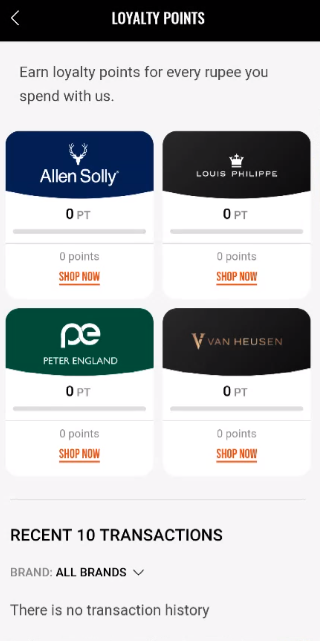 LOYALTY POINTS
Earn loyalty points for every rupee you
spend with us.
Allen Solly
0 PT
0 points
SHOP NOW
LOUIS PHILIPPE
0 PT
0 points
SHOP NOW
pe
PETER ENGLAND
0 PT
0 points
SHOP NOW
V VAN HEUSEN
0 PT
0 points
SHOP NOW
RECENT 10 TRANSACTIONS
BRAND: ALL BRANDS
There is no transaction history